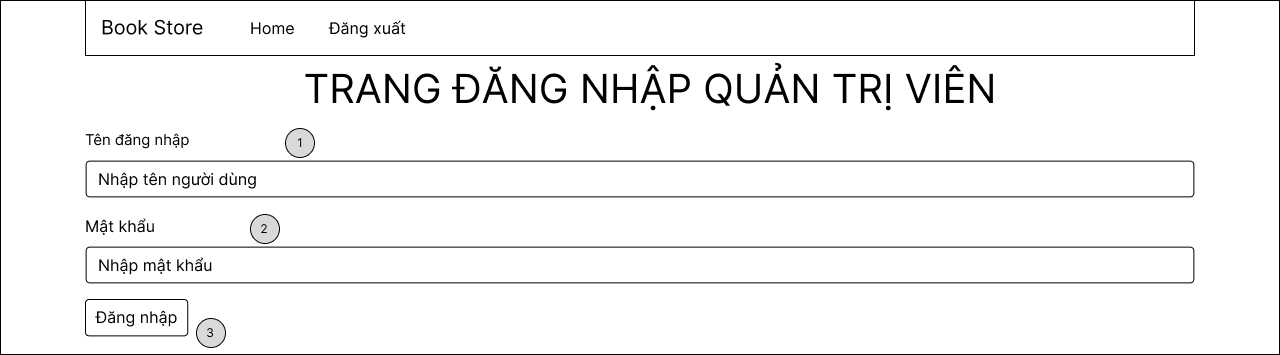 Book Store Home Đăng xuất
TRANG ĐĂNG NHẬP QUẢN TRỊ VIÊN
Tên đăng nhập 1
Nhập tên người dùng
Mật khẩu 2
Nhập mật khẩu
Đăng nhập 3